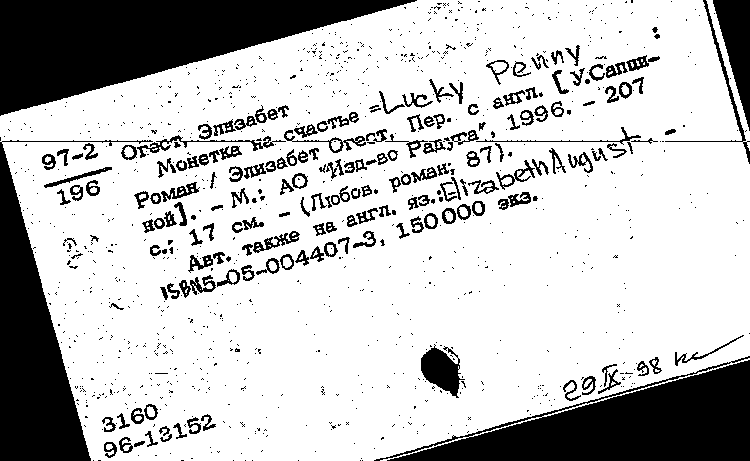 97-2
196
Огест, Элизабет
Монетка на счастье =Lucky Penny :
Роман / Элизабет Огест, Пер. с англ. [У.Сапци-
ной]. - М.: АО "Изд-во Радуга", 1996. - 207
с.; 17 см. - (Любов. роман; 87).
Авт. также на англ. яз.:Elizabeth August. -
ISBN5-05-004407-3, 150000 экз.
3160
96-13152
29 IX 98